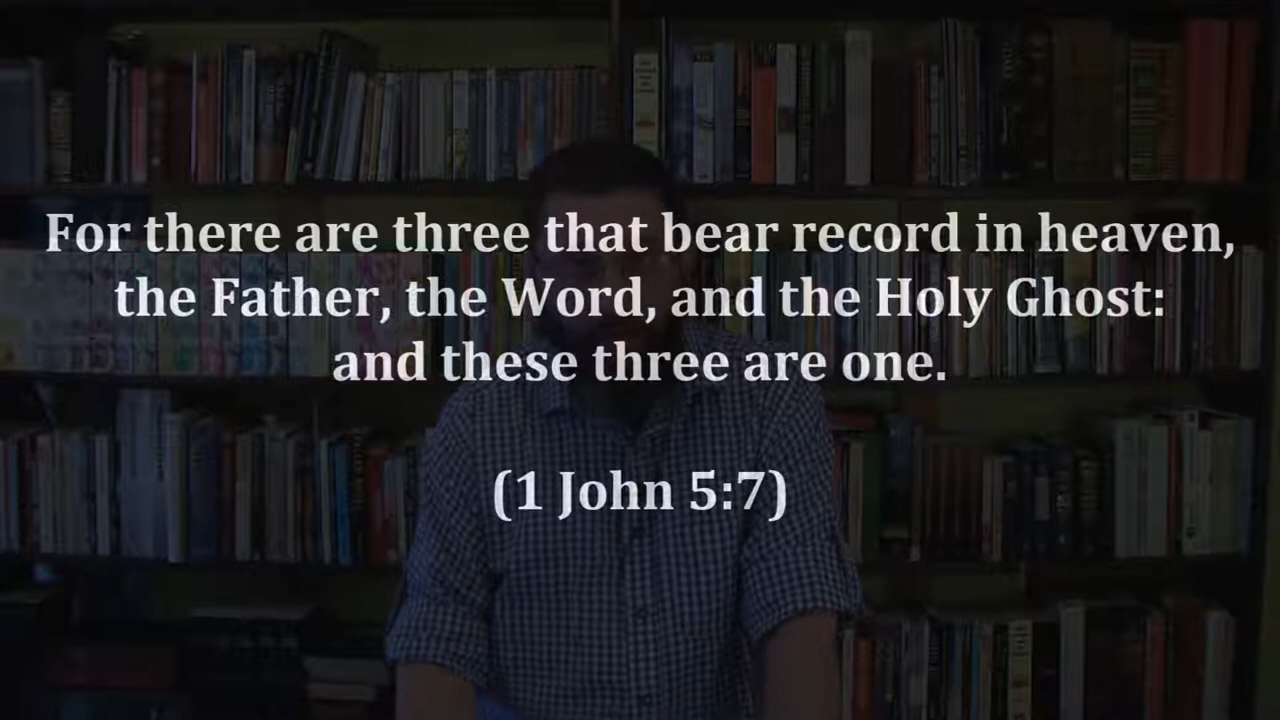 For there are three that bear record in heaven,
the Father, the Word, and the Holy Ghost:
and these three are one.
(1 John 5:7)